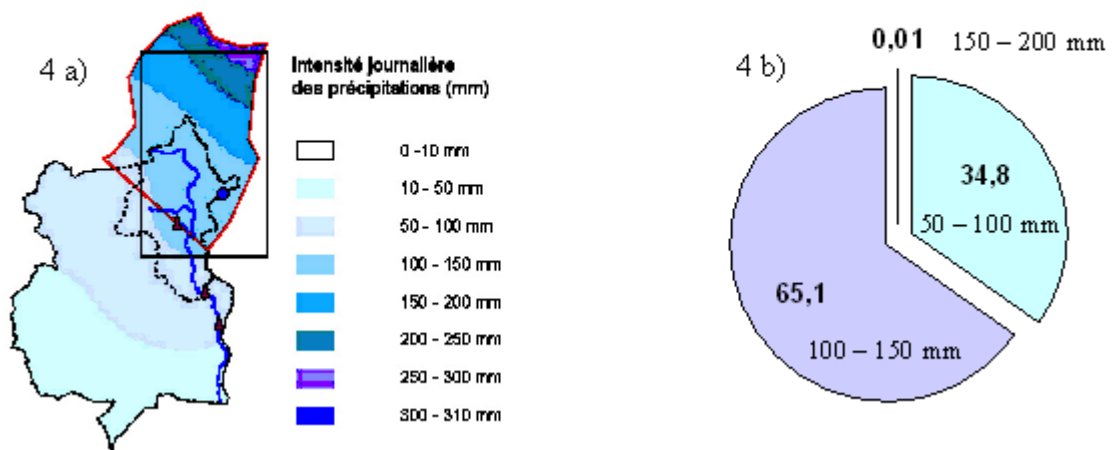 4 a)
Intensité journalière
des précipitations (mm)
0 -10 mm
10 - 50 mm
50 - 100 mm
100 - 150 mm
150 - 200 mm
200 - 250 mm
250 - 300 mm
300 - 310 mm
4 b)
0,01
150 – 200 mm
34,8
50 – 100 mm
65,1
100 – 150 mm